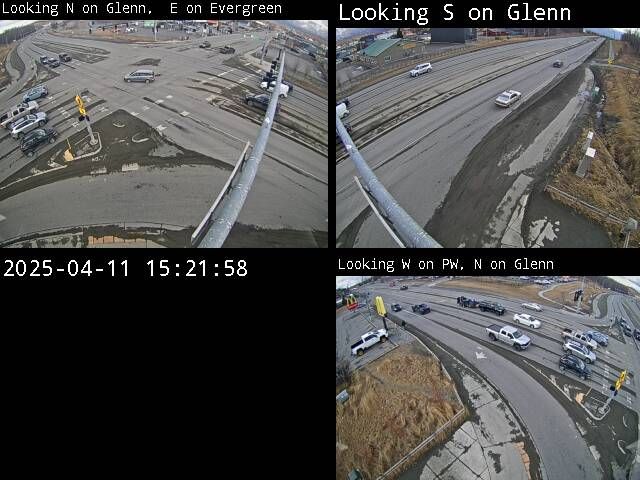 Looking N on Glenn,  E on Evergreen
Looking S on Glenn
2025-04-11 15:21:58
Looking W on PW, N on Glenn